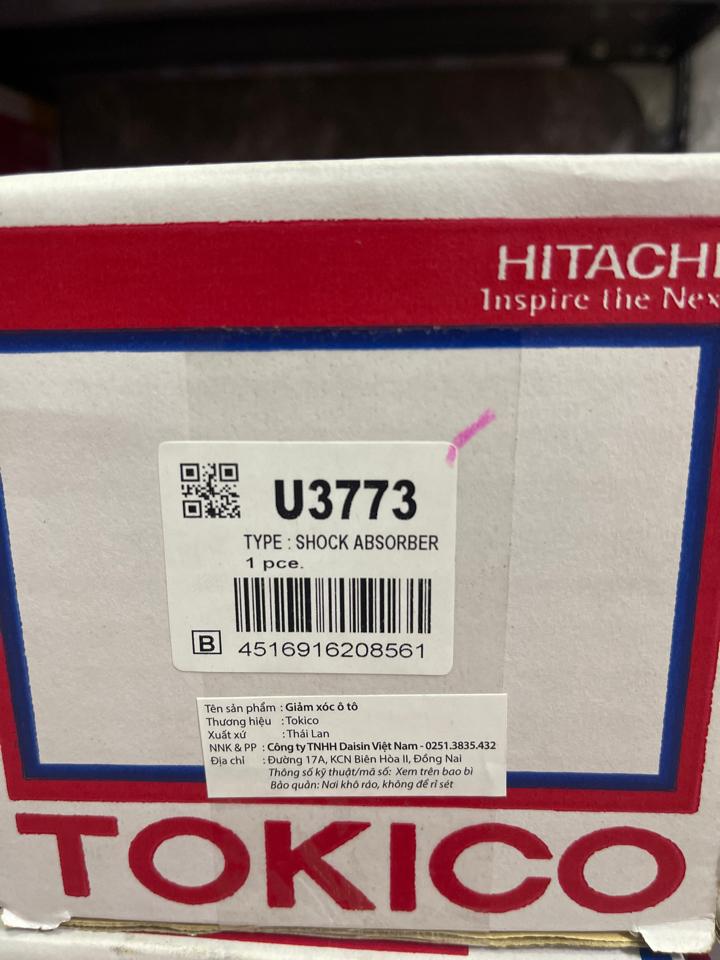 HITACHI
Inspire the Nex
U3773
TYPE : SHOCK ABSORBER
1 pce.
B
4516916208561
Tên sản phẩm : Giảm xóc ô tô
Thương hiệu : Tokico
Xuất xứ : Thái Lan
NNK & PP : Công ty TNHH Daisin Việt Nam - 0251.3835.432
Địa chỉ : Đường 17A, KCN Biên Hòa II, Đồng Nai
Thông số kỹ thuật/mã số: Xem trên bao bì
Bảo quản: Nơi khô ráo, không để rỉ sét
TOKICO